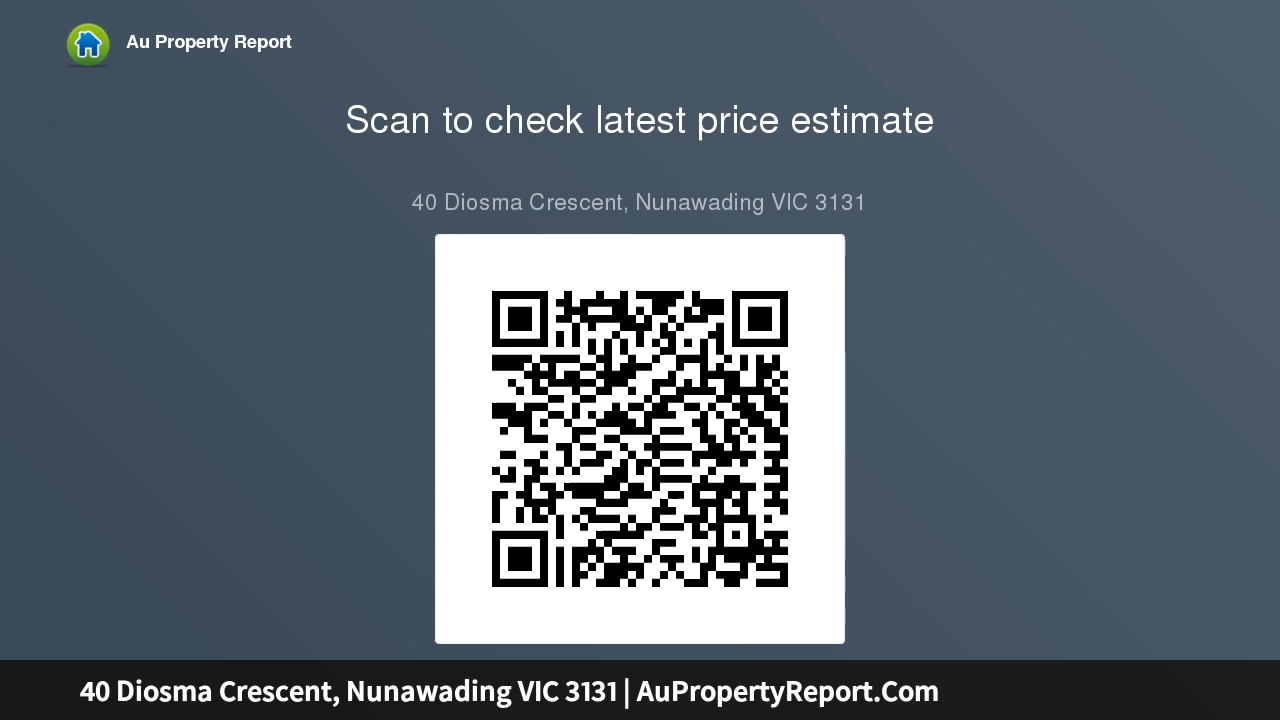 Au Property Report
Scan to check latest price estimate
40 Diosma Crescent, Nunawading VIC 3131
40 Diosma Crescent, Nunawading VIC 3131 | AuPropertyReport.Com